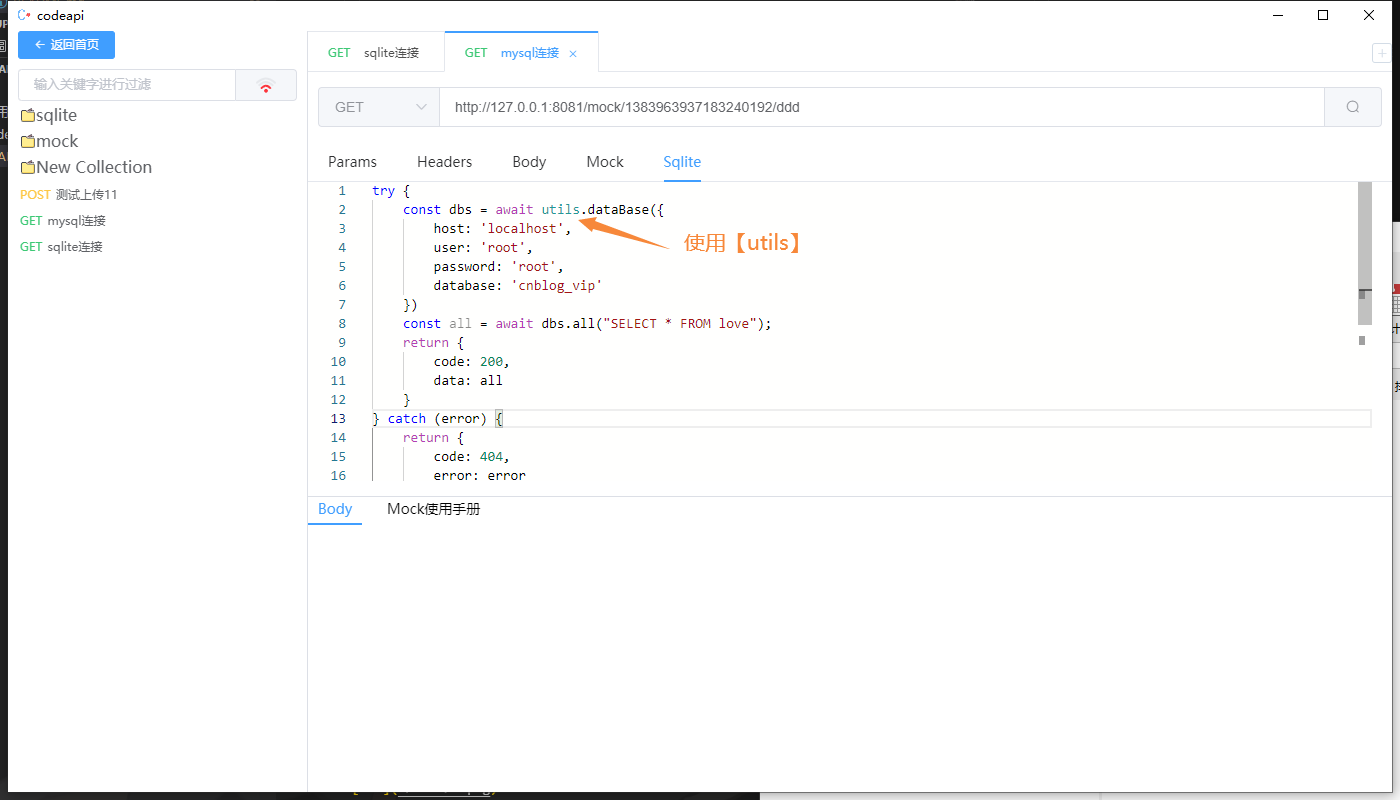 codeapi
← 返回首页
输入关键字进行过滤
sqlite
mock
New Collection
POST 测试上传11
GET mysql连接
GET sqlite连接
GET sqlite连接
GET mysql连接 ×
GET
http://127.0.0.1:8081/mock/1383963937183240192/ddd
Params Headers Body Mock Sqlite
1 try {
2 const dbs = await utils.dataBase({
3 host: 'localhost',
4 user: 'root',
5 password: 'root',
6 database: 'cnblog_vip'
7 })
8 const all = await dbs.all("SELECT * FROM love");
9 return {
10 code: 200,
11 data: all
12 }
13 } catch (error) {
14 return {
15 code: 404,
16 error: error
使用【utils】
Body Mock使用手册